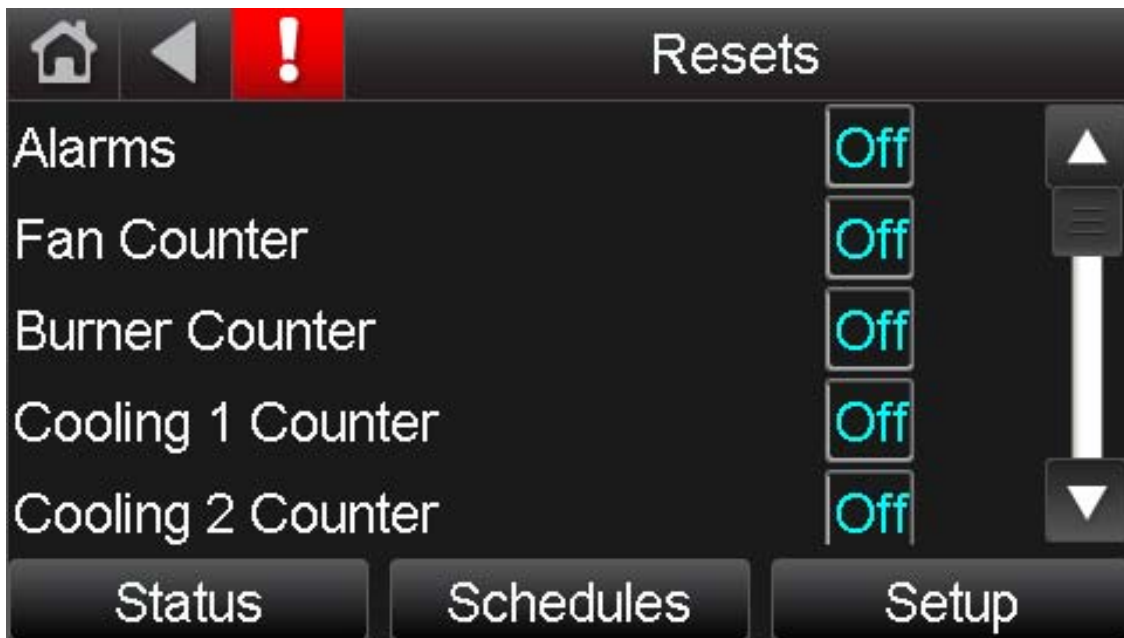 Resets
Alarms Off
Fan Counter Off
Burner Counter Off
Cooling 1 Counter Off
Cooling 2 Counter Off
Status Schedules Setup